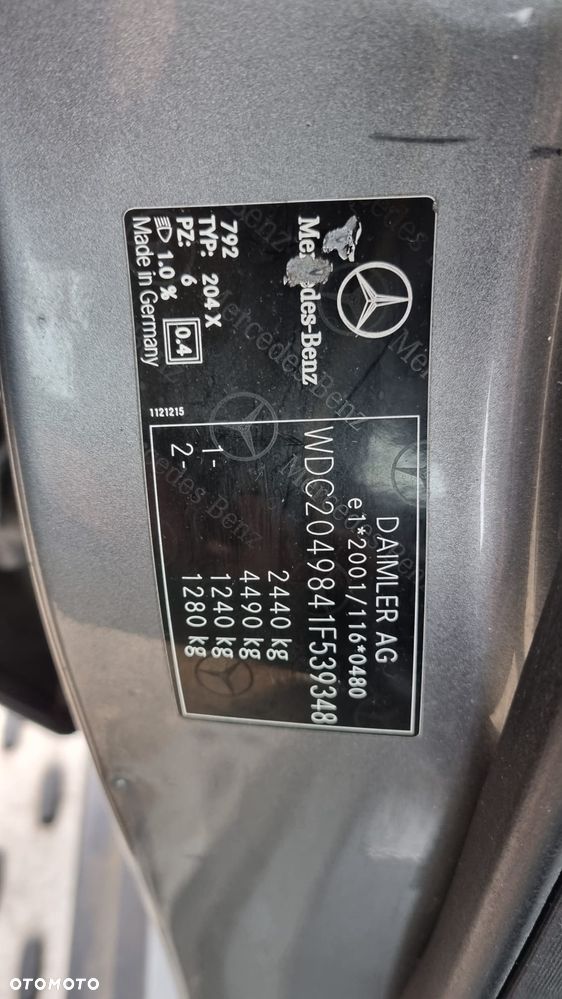 Mercedes-Benz
792
TYP: 204 X
PZ: 6
1.0 %
0.4
Made in Germany
1121215
DAIMLER AG
e1*2001/116*0480
WDC2049841F539348
2440 kg
4490 kg
1- 1240 kg
2- 1280 kg
OTOMOTO